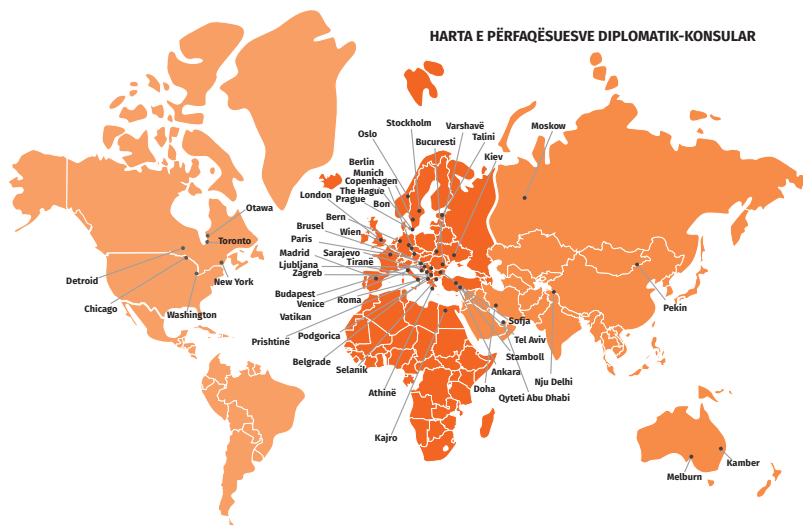 HARTA E PËRFAQËSUESVE DIPLOMATIK-KONSULAR
Stockholm
Varshavë
Moskow
Oslo
Talini
Bucuresti
Kiev
Berlin
Munich
Copenhagen
The Hague
Bon
Prague
London
Otawa
Bern
Brusel
Wien
Toronto
Paris
Madrid
Sarajevo
Tiranë
Ljubljana
Zagreb
Detroid
New York
Budapest
Venice
Roma
Chicago
Washington
Vatikan
Pekin
Sofja
Prishtinë
Podgorica
Tel Aviv
Stamboll
Belgrade
Selanik
Ankara
Nju Delhi
Athinë
Doha
Qyteti Abu Dhabi
Kajro
Kamber
Melburn